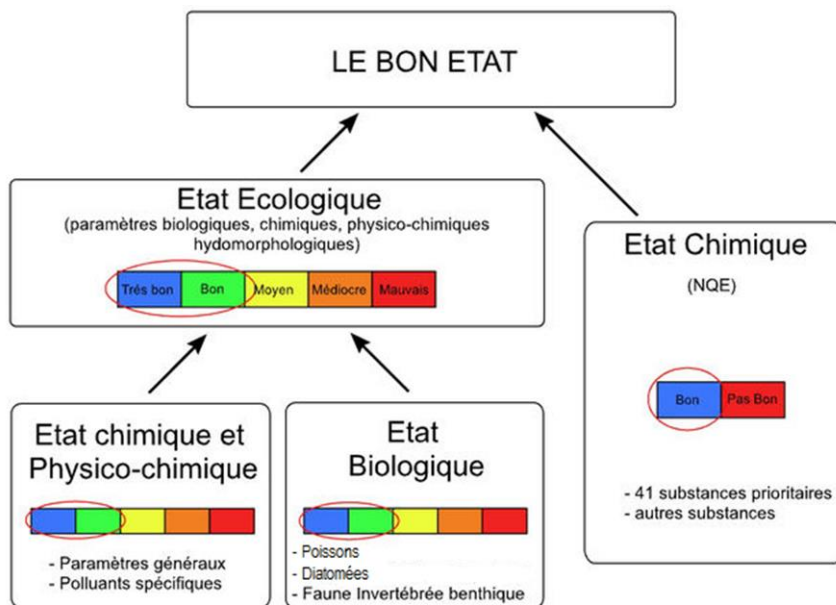 LE BON ETAT
Etat Ecologique
(paramètres biologiques, chimiques, physico-chimiques
hydomorphologiques)
Trés bon
Bon
Moyen
Médiocre
Mauvais
Etat Chimique
(NQE)
Bon
Pas Bon
- 41 substances prioritaires
- autres substances
Etat chimique et
Physico-chimique
- Paramètres généraux
- Polluants spécifiques
Etat
Biologique
- Poissons
- Diatomées
- Faune Invertébrée benthique